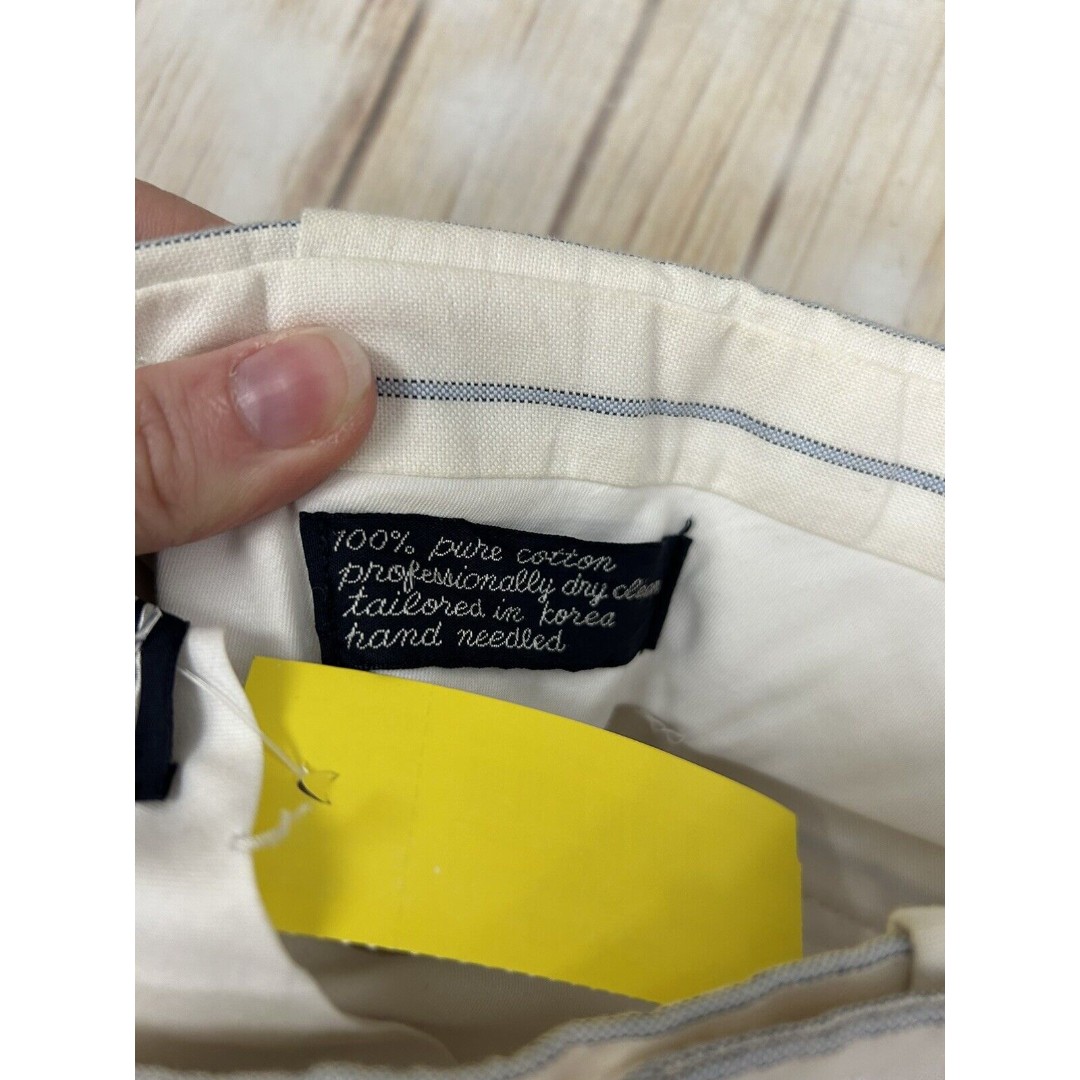 100% pure cotton
professionally dry clean
tailored in korea
hand needled